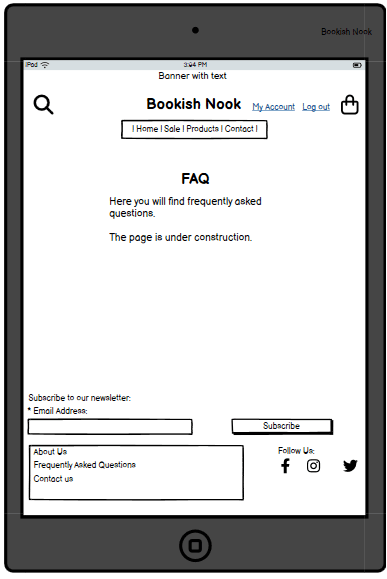 Bookish Nook
iPad 3:04 PM
Banner with text
Bookish Nook My Account Log out
| Home | Sale | Products | Contact |
FAQ
Here you will find frequently asked
questions.
The page is under construction.
Subscribe to our newsletter:
* Email Address:
Subscribe
About Us
Frequently Asked Questions
Contact us
Follow Us: